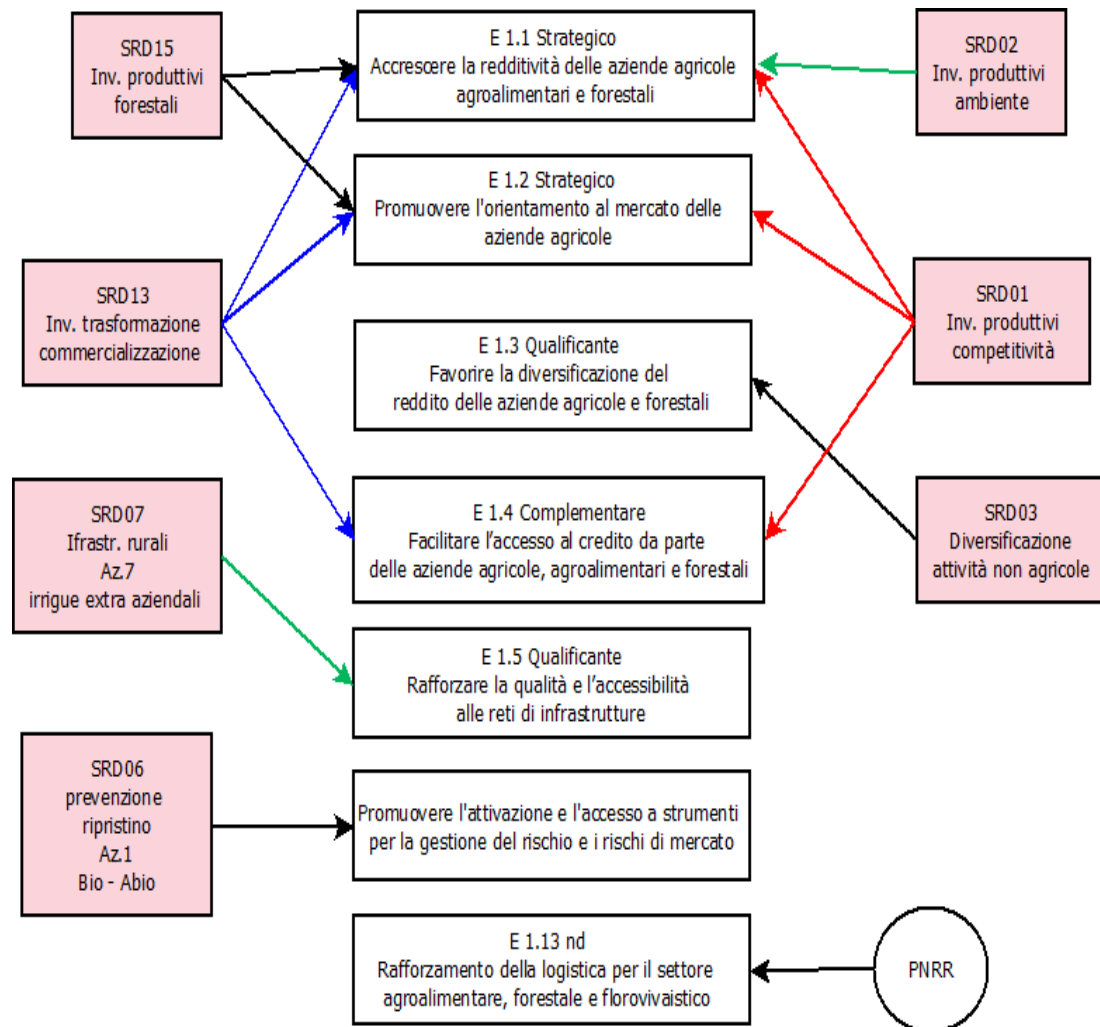 SRD15
Inv. produttivi
forestali
E 1.1 Strategico
Accrescere la redditività delle aziende agricole
agroalimentari e forestali
SRD02
Inv. produttivi
ambiente
E 1.2 Strategico
Promuovere l'orientamento al mercato delle
aziende agricole
SRD13
Inv. trasformazione
commercializzazione
SRD01
Inv. produttivi
competitività
E 1.3 Qualificante
Favorire la diversificazione del
reddito delle aziende agricole e forestali
SRD07
Ifrastr. rurali
Az.7
irrigue extra aziendali
E 1.4 Complementare
Facilitare l’accesso al credito da parte
delle aziende agricole, agroalimentari e forestali
SRD03
Diversificazione
attività non agricole
E 1.5 Qualificante
Rafforzare la qualità e l’accessibilità
alle reti di infrastrutture
SRD06
prevenzione
ripristino
Az.1
Bio - Abio
Promuovere l'attivazione e l'accesso a strumenti
per la gestione del rischio e i rischi di mercato
E 1.13 nd
Rafforzamento della logistica per il settore
agroalimentare, forestale e florovivaistico
PNRR